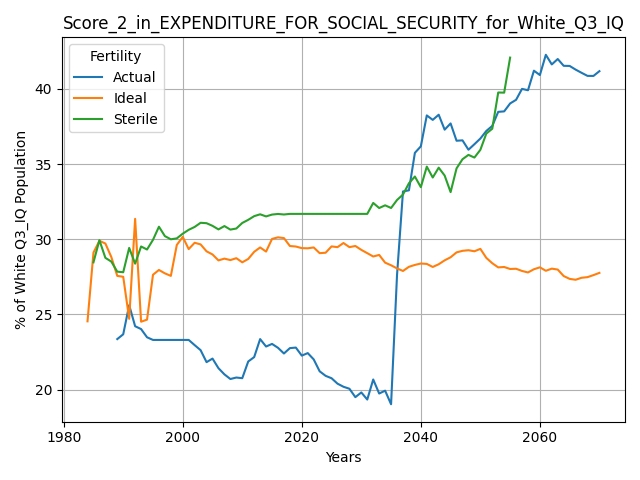 Score_2_in_EXPENDITURE_FOR_SOCIAL_SECURITY_for_White_Q3_IQ
Fertility
Actual
Ideal
Sterile
% of White Q3_IQ Population
40
35
30
25
20
1980
2000
2020
2040
2060
Years